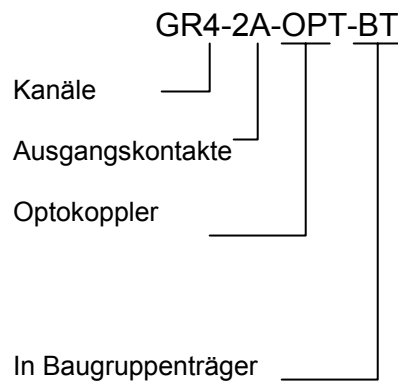 GR4-2A-OPT-BT
Kanäle
Ausgangskontakte
Optokoppler
In Baugruppenträger